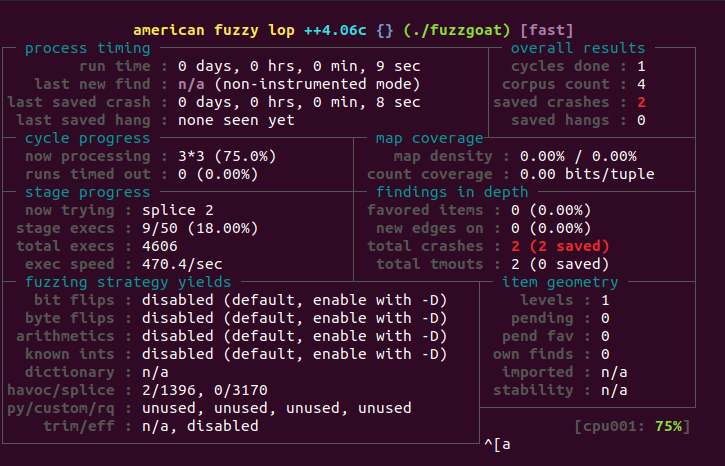 american fuzzy lop ++4.06c {} (./fuzzgoat) [fast]
process timing overall results
run time : 0 days, 0 hrs, 0 min, 9 sec cycles done : 1
last new find : n/a (non-instrumented mode) corpus count : 4
last saved crash : 0 days, 0 hrs, 0 min, 8 sec saved crashes : 2
last saved hang : none seen yet saved hangs : 0
cycle progress map coverage
now processing : 3*3 (75.0%) map density : 0.00% / 0.00%
runs timed out : 0 (0.00%) count coverage : 0.00 bits/tuple
stage progress findings in depth
now trying : splice 2 favored items : 0 (0.00%)
stage execs : 9/50 (18.00%) new edges on : 0 (0.00%)
total execs : 4606 total crashes : 2 (2 saved)
exec speed : 470.4/sec total tmouts : 2 (0 saved)
fuzzing strategy yields item geometry
bit flips : disabled (default, enable with -D) levels : 1
byte flips : disabled (default, enable with -D) pending : 0
arithmetics : disabled (default, enable with -D) pend fav : 0
known ints : disabled (default, enable with -D) own finds : 0
dictionary : n/a imported : n/a
havoc/splice : 2/1396, 0/3170 stability : n/a
py/custom/rq : unused, unused, unused, unused
trim/eff : n/a, disabled [cpu001: 75%]
^[a